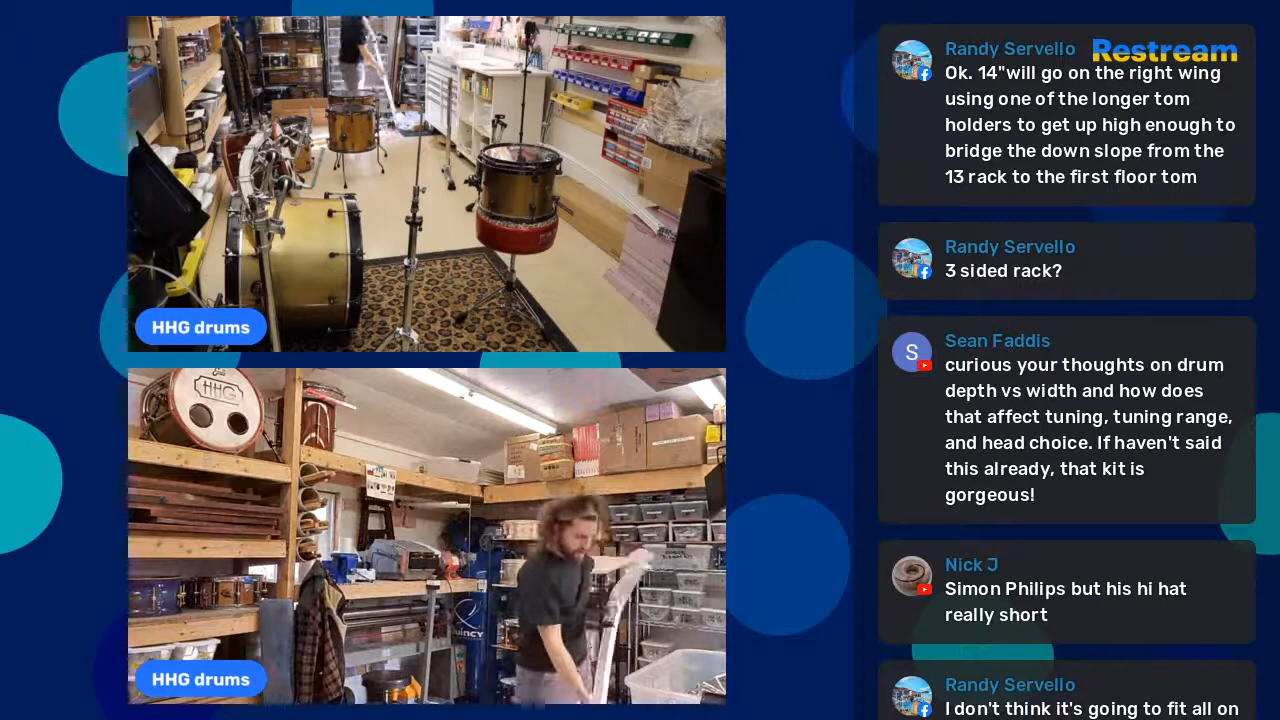 HHG drums
HHG
QUINCY
HHG drums
Restream
Randy Servello
Ok. 14"will go on the right wing
using one of the longer tom
holders to get up high enough to
bridge the down slope from the
13 rack to the first floor tom
Randy Servello
3 sided rack?
S
Sean Faddis
curious your thoughts on drum
depth vs width and how does
that affect tuning, tuning range,
and head choice. If haven't said
this already, that kit is
gorgeous!
Nick J
Simon Philips but his hi hat
really short
Randy Servello
I don't think it's going to fit all on